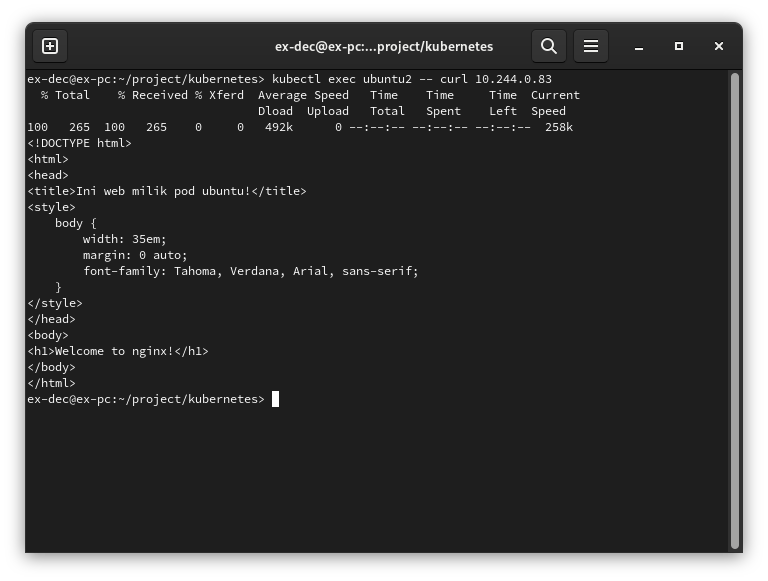 ex-dec@ex-pc:...project/kubernetes
ex-dec@ex-pc:~/project/kubernetes> kubectl exec ubuntu2 -- curl 10.244.0.83
  % Total    % Received % Xferd  Average Speed   Time    Time     Time  Current
                                 Dload  Upload   Total   Spent    Left  Speed
100   265  100   265    0     0   492k      0 --:--:-- --:--:-- --:--:--  258k
<!DOCTYPE html>
<html>
<head>
<title>Ini web milik pod ubuntu!</title>
<style>
    body {
        width: 35em;
        margin: 0 auto;
        font-family: Tahoma, Verdana, Arial, sans-serif;
    }
</style>
</head>
<body>
<h1>Welcome to nginx!</h1>
</body>
</html>
ex-dec@ex-pc:~/project/kubernetes>